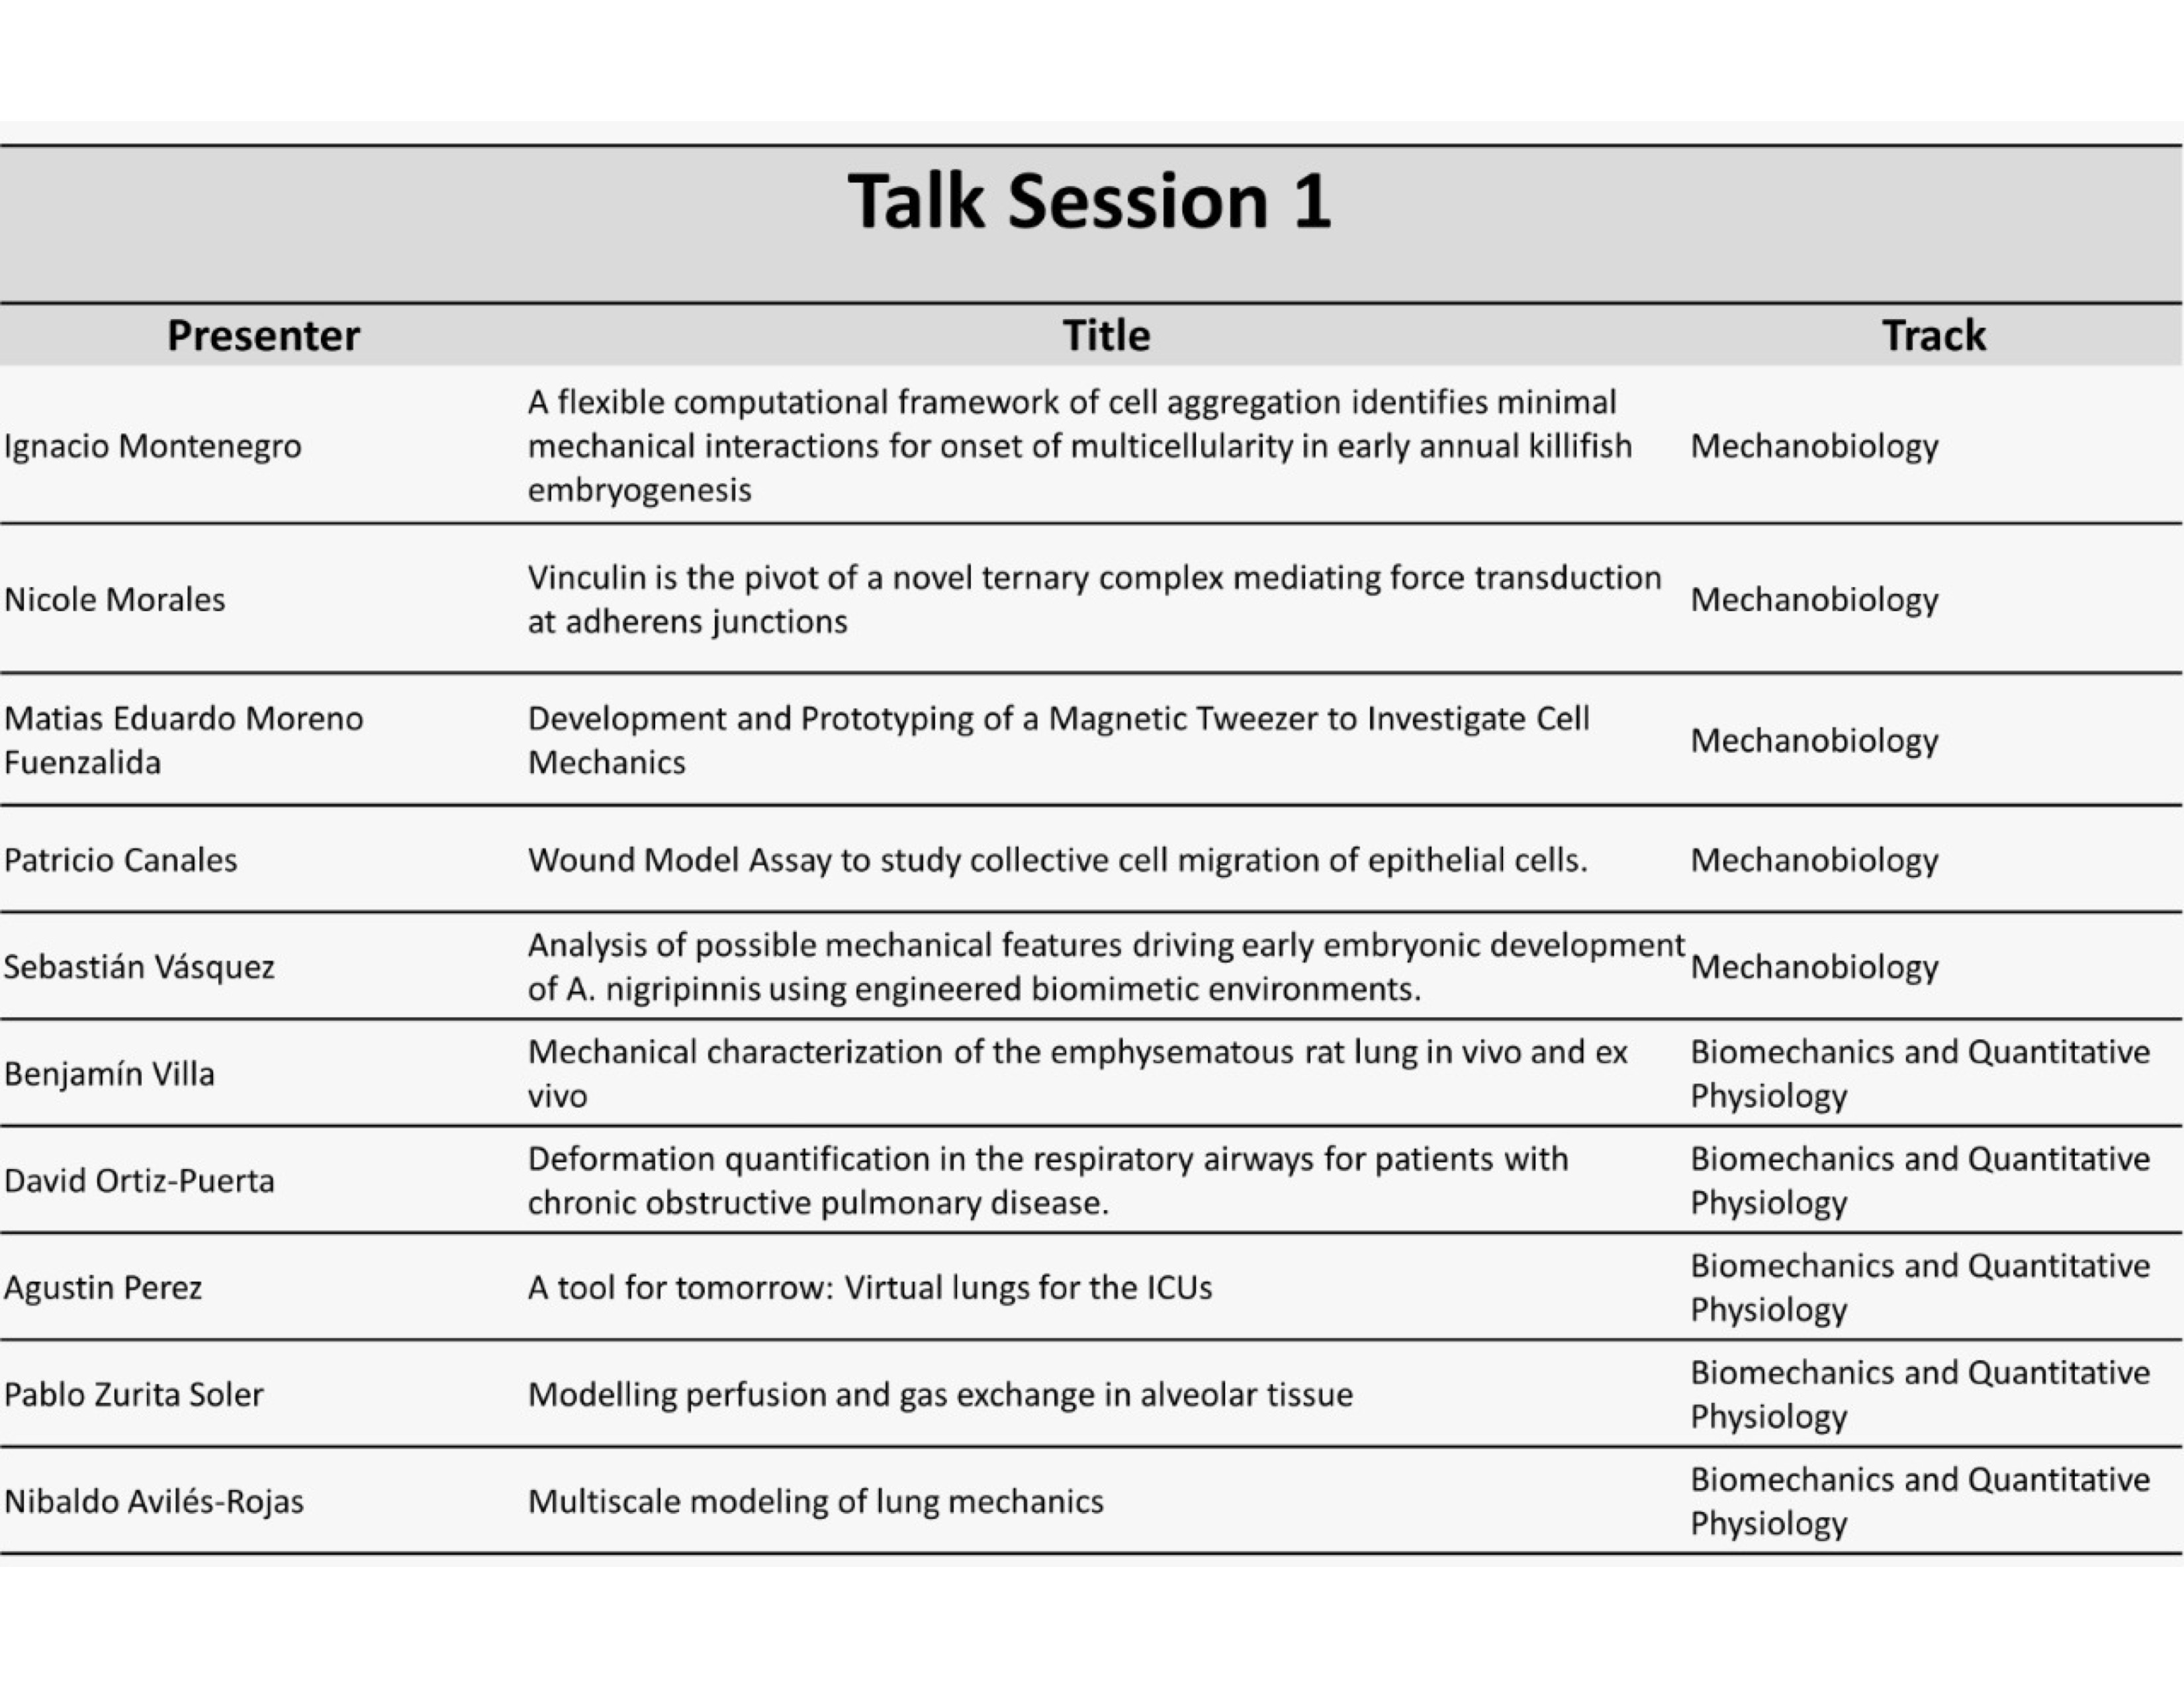 Talk Session 1
Presenter Title Track
A flexible computational framework of cell aggregation identifies minimal
Ignacio Montenegro mechanical interactions for onset of multicellularity in early annual killifish Mechanobiology
embryogenesis
Vinculin is the pivot of a novel ternary complex mediating force transduction
Nicole Morales Mechanobiology
at adherens junctions
Matias Eduardo Moreno Development and Prototyping of a Magnetic Tweezer to Investigate Cell
Mechanobiology
Fuenzalida Mechanics
Patricio Canales Wound Model Assay to study collective cell migration of epithelial cells. Mechanobiology
Analysis of possible mechanical features driving early embryonic development
Sebastián Vásquez Mechanobiology
of A. nigripinnis using engineered biomimetic environments.
Mechanical characterization of the emphysematous rat lung in vivo and ex Biomechanics and Quantitative
Benjamín Villa
vivo Physiology
Deformation quantification in the respiratory airways for patients with Biomechanics and Quantitative
David Ortiz-Puerta
chronic obstructive pulmonary disease. Physiology
Biomechanics and Quantitative
Agustin Perez A tool for tomorrow: Virtual lungs for the ICUs
Physiology
Biomechanics and Quantitative
Pablo Zurita Soler Modelling perfusion and gas exchange in alveolar tissue
Physiology
Biomechanics and Quantitative
Nibaldo Avilés-Rojas Multiscale modeling of lung mechanics
Physiology